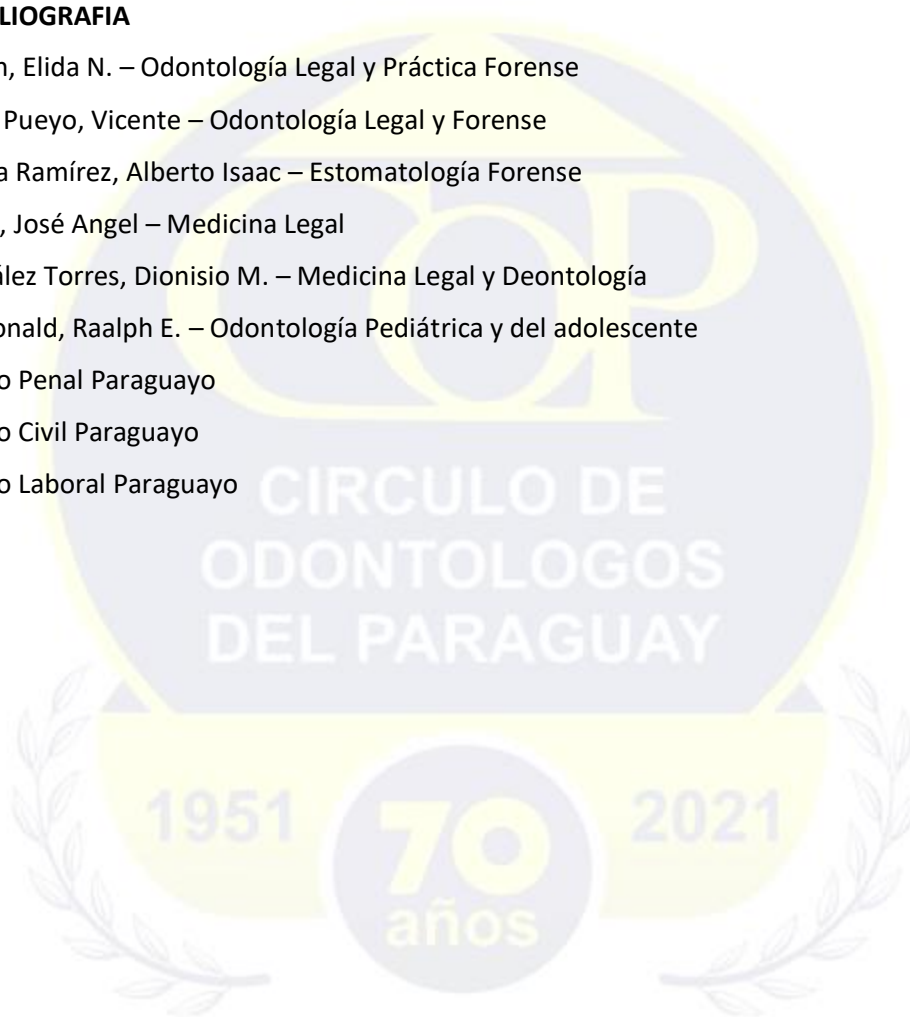 LIOGRAFIA
n, Elida N. – Odontología Legal y Práctica Forense
Pueyo, Vicente – Odontología Legal y Forense
a Ramírez, Alberto Isaac – Estomatología Forense
, José Angel – Medicina Legal
lez Torres, Dionisio M. – Medicina Legal y Deontología
onald, Raalph E. – Odontología Pediátrica y del adolescente
o Penal Paraguayo
o Civil Paraguayo
o Laboral Paraguayo
COP
CIRCULO DE
ODONTOLOGOS
DEL PARAGUAY
1951
70
años
2021